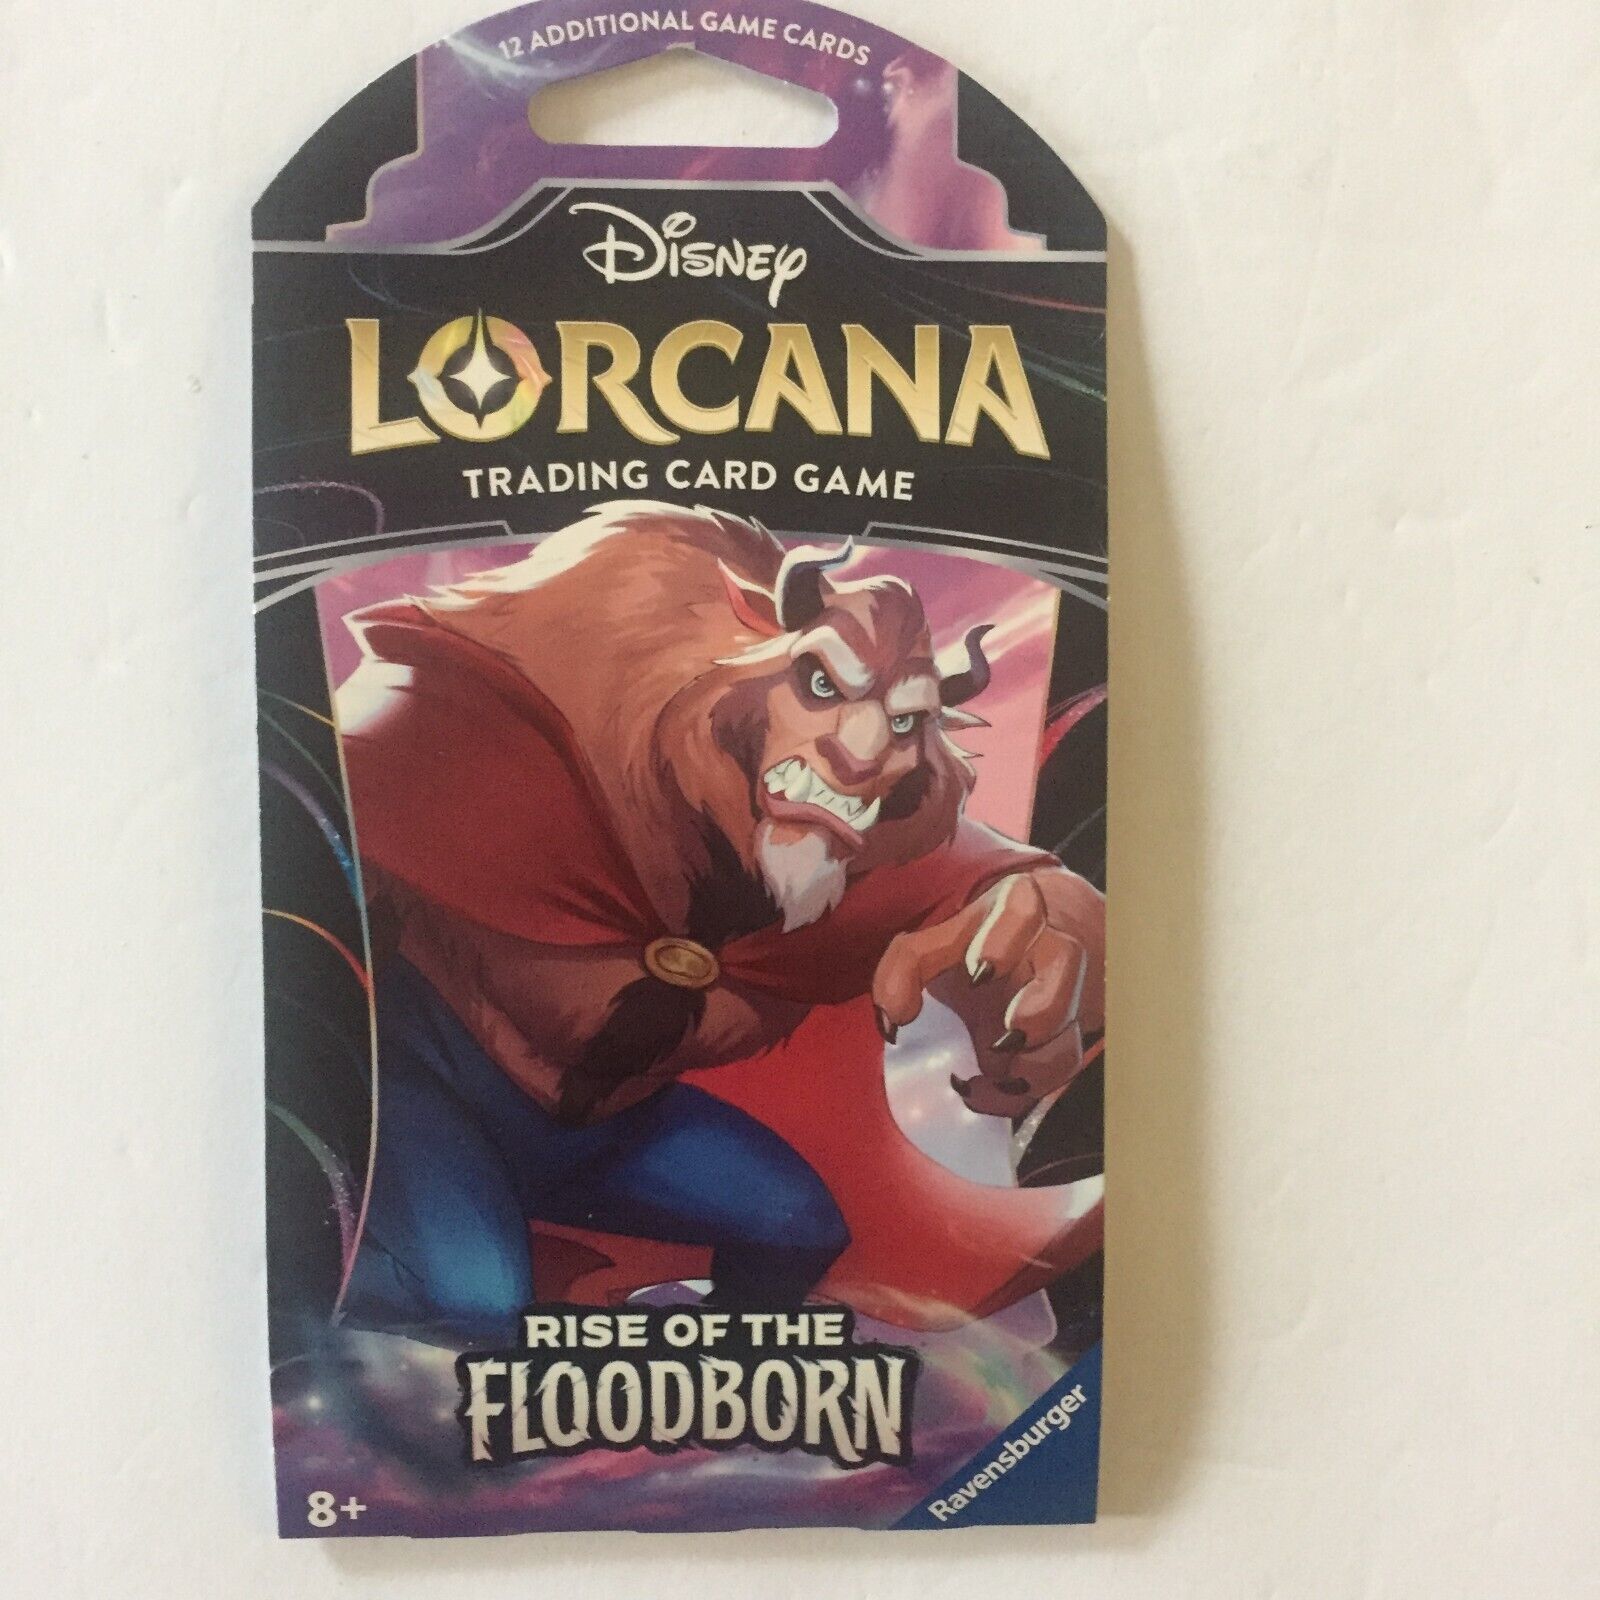 12 ADDITIONAL GAME CARDS
Disney
LORCANA
TRADING CARD GAME
RISE OF THE
FLOODBORN
Ravensburger
8+